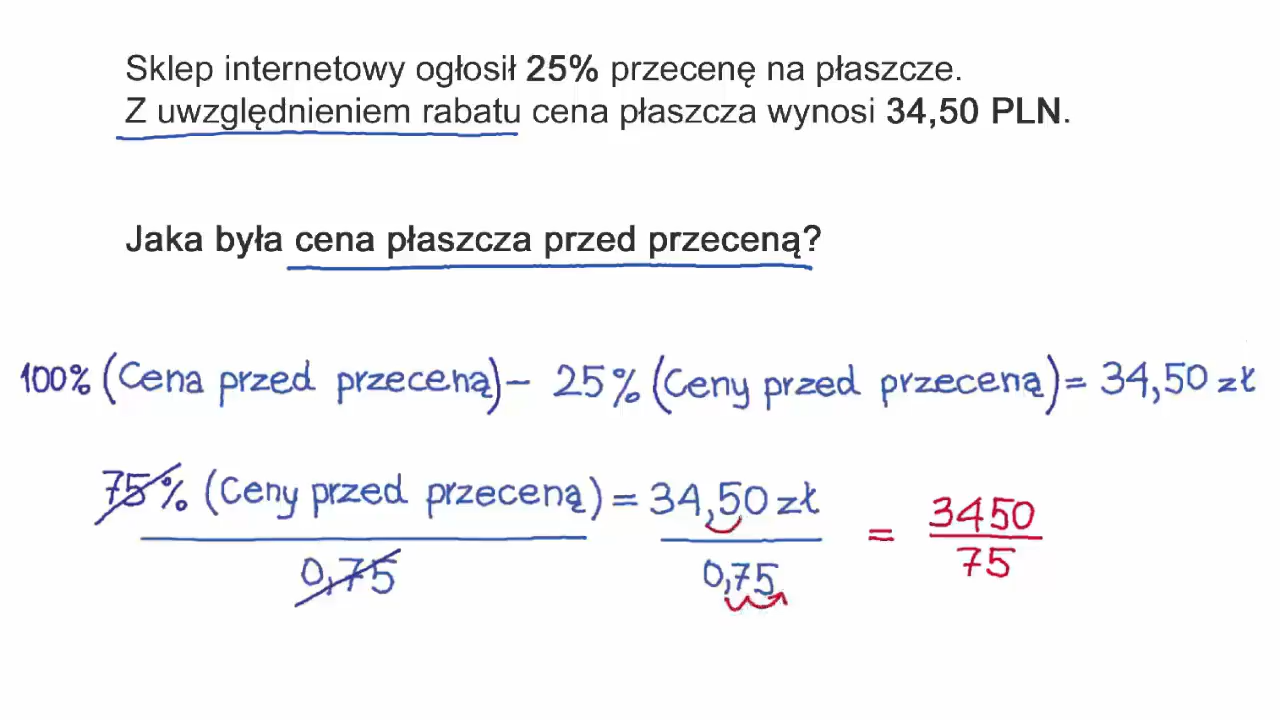 Sklep internetowy ogłosił 25% przecenę na płaszcze.
Z uwzględnieniem rabatu cena płaszcza wynosi 34,50 PLN.
Jaka była cena płaszcza przed przeceną?
100% (Cena przed przeceną) - 25% (Ceny przed przeceną) = 34,50 zł
75% (Ceny przed przeceną) = 34,50 zł = 3450
0,75 0,75 75